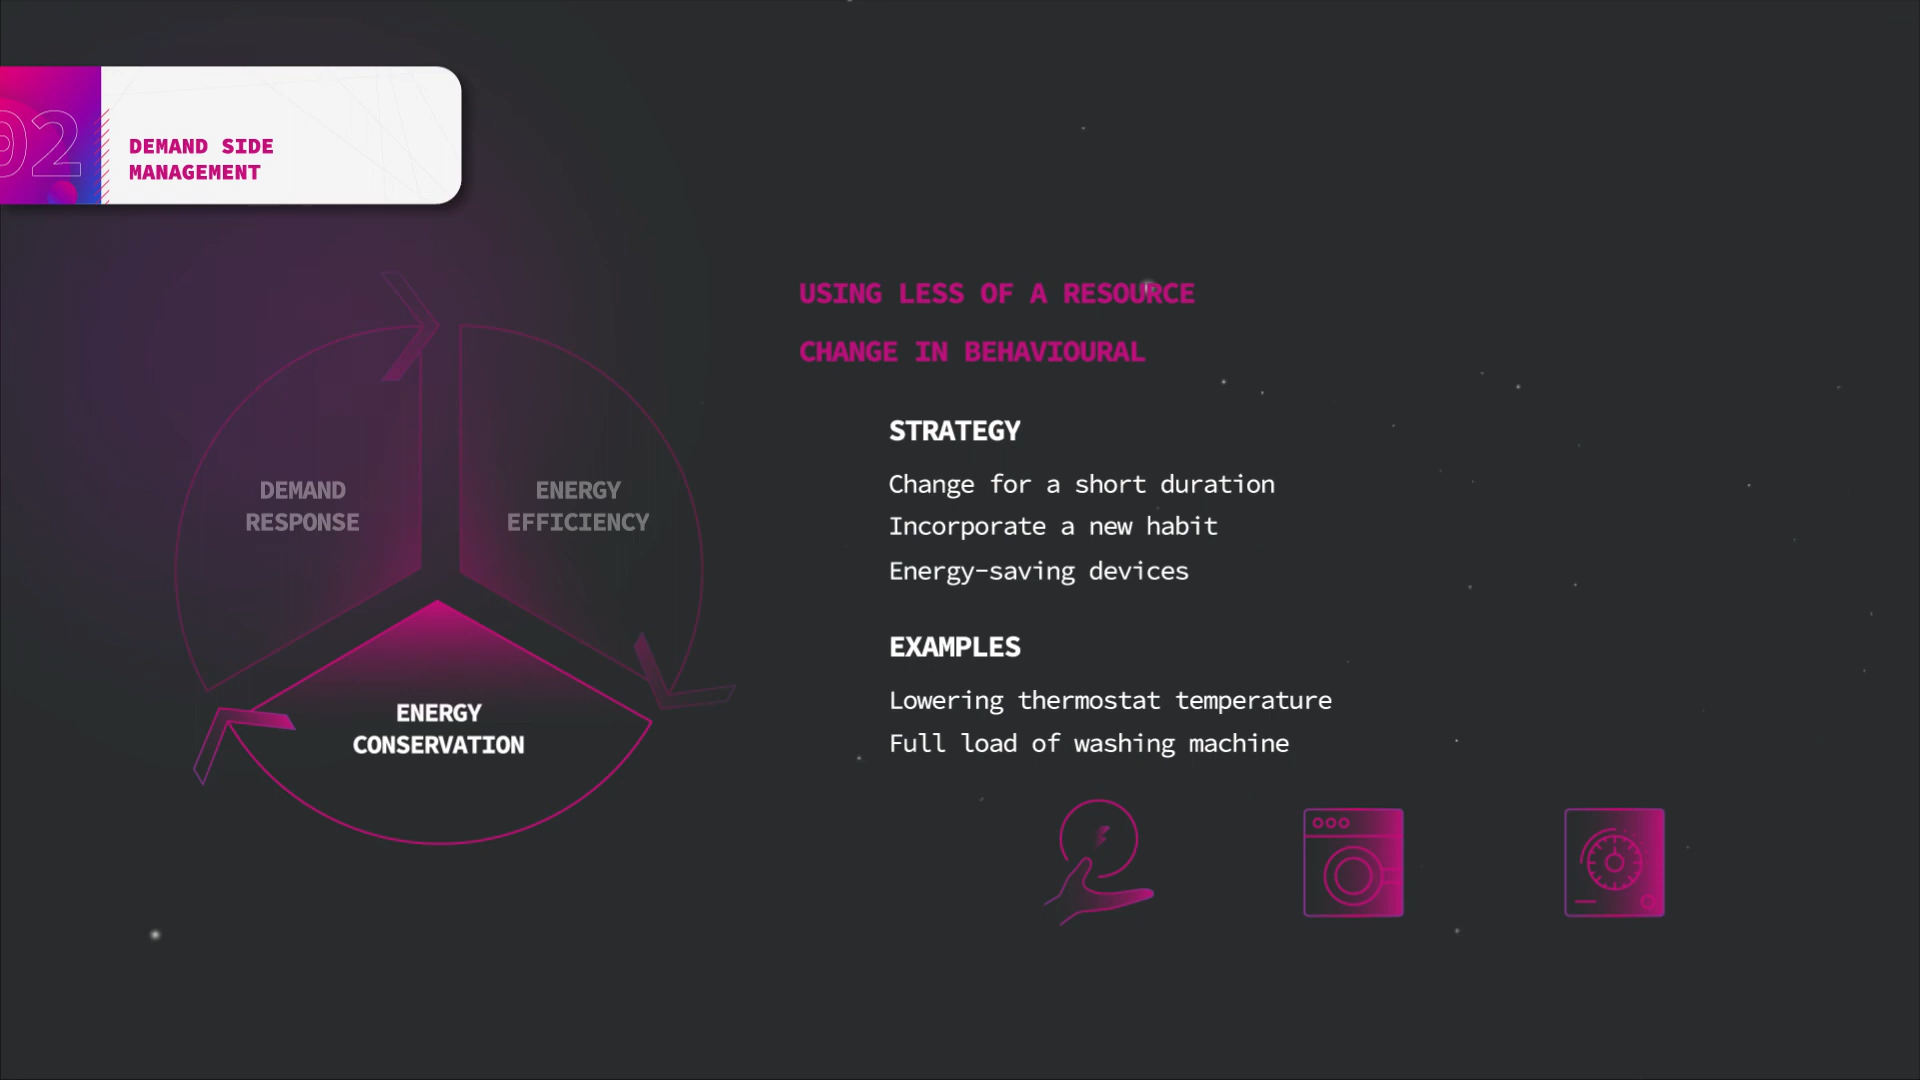 02
DEMAND SIDE
MANAGEMENT
USING LESS OF A RESOURCE
CHANGE IN BEHAVIOURAL
STRATEGY
Change for a short duration
Incorporate a new habit
Energy-saving devices
EXAMPLES
Lowering thermostat temperature
Full load of washing machine
DEMAND
RESPONSE
ENERGY
EFFICIENCY
ENERGY
CONSERVATION